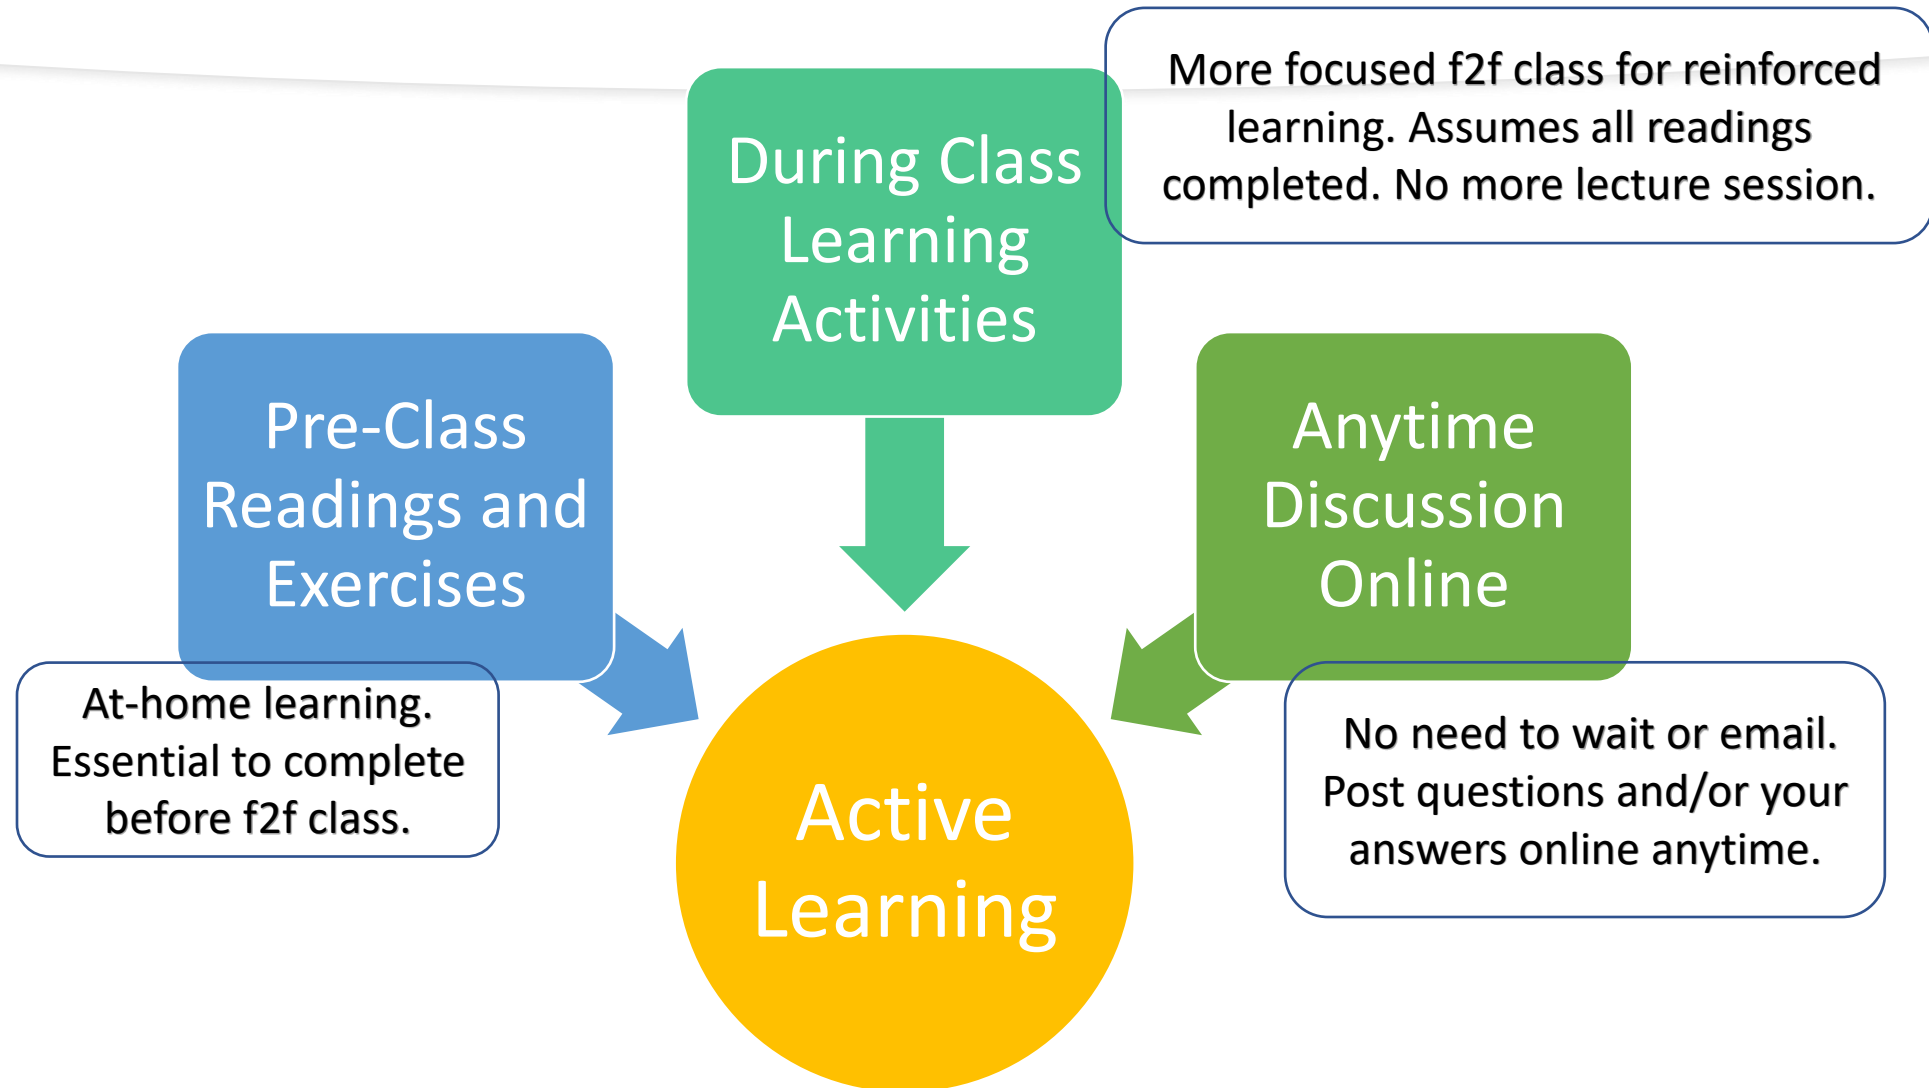 More focused f2f class for reinforced
learning. Assumes all readings
completed. No more lecture session.
During Class
Learning
Activities
Pre-Class
Readings and
Exercises
At-home learning.
Essential to complete
before f2f class.
Anytime
Discussion
Online
No need to wait or email.
Post questions and/or your
answers online anytime.
Active
Learning